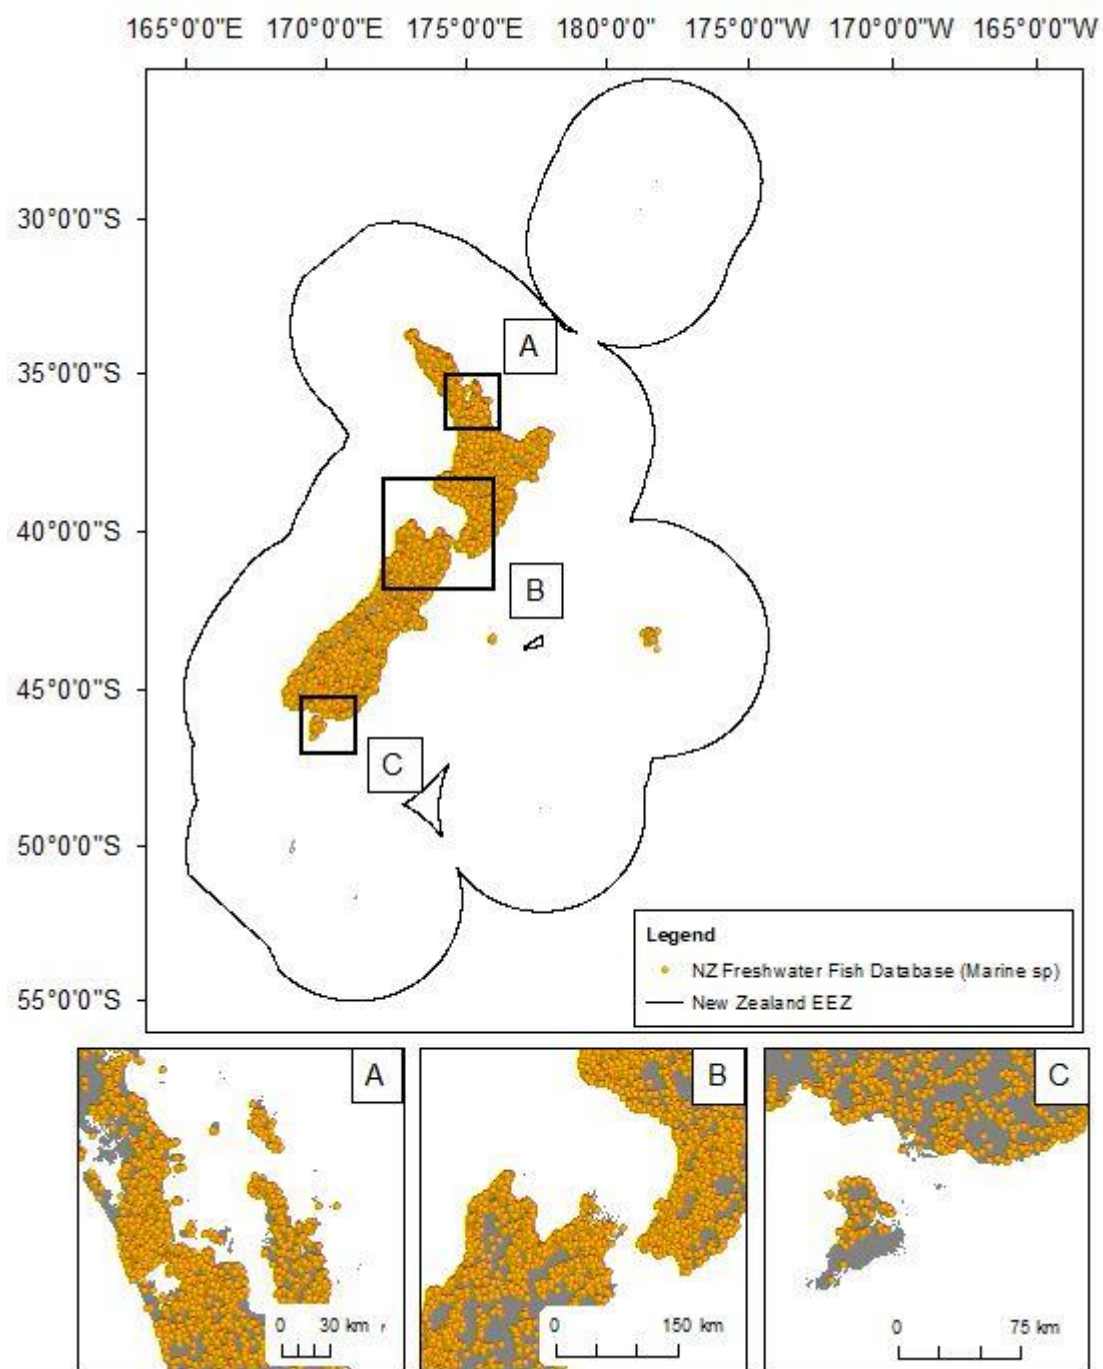 165°0'0"E 170°0'0"E 175°0'0"E 180°0'0" 175°0'0"W 170°0'0"W 165°0'0"W
30°0'0"S
A
35°0'0"S
40°0'0"S
B
45°0'0"S
C
50°0'0"S
Legend
NZ Freshwater Fish Database (Marine sp)
New Zealand EEZ
55°0'0"S
A
0 30 km
B
0 150 km
C
0 75 km